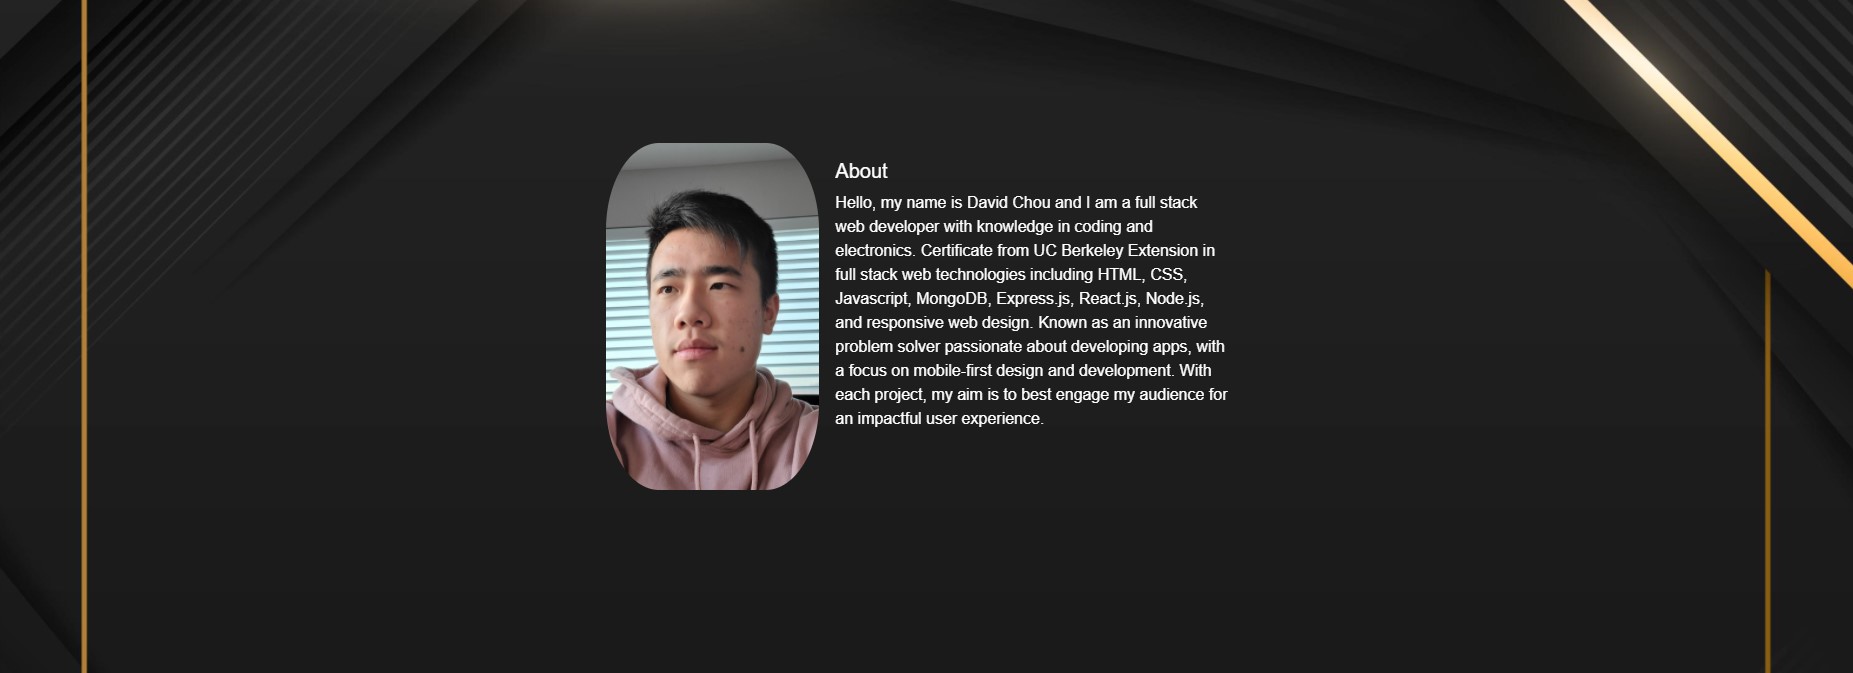 About
Hello, my name is David Chou and I am a full stack
web developer with knowledge in coding and
electronics. Certificate from UC Berkeley Extension in
full stack web technologies including HTML, CSS,
Javascript, MongoDB, Express.js, React.js, Node.js,
and responsive web design. Known as an innovative
problem solver passionate about developing apps, with
a focus on mobile-first design and development. With
each project, my aim is to best engage my audience for
an impactful user experience.